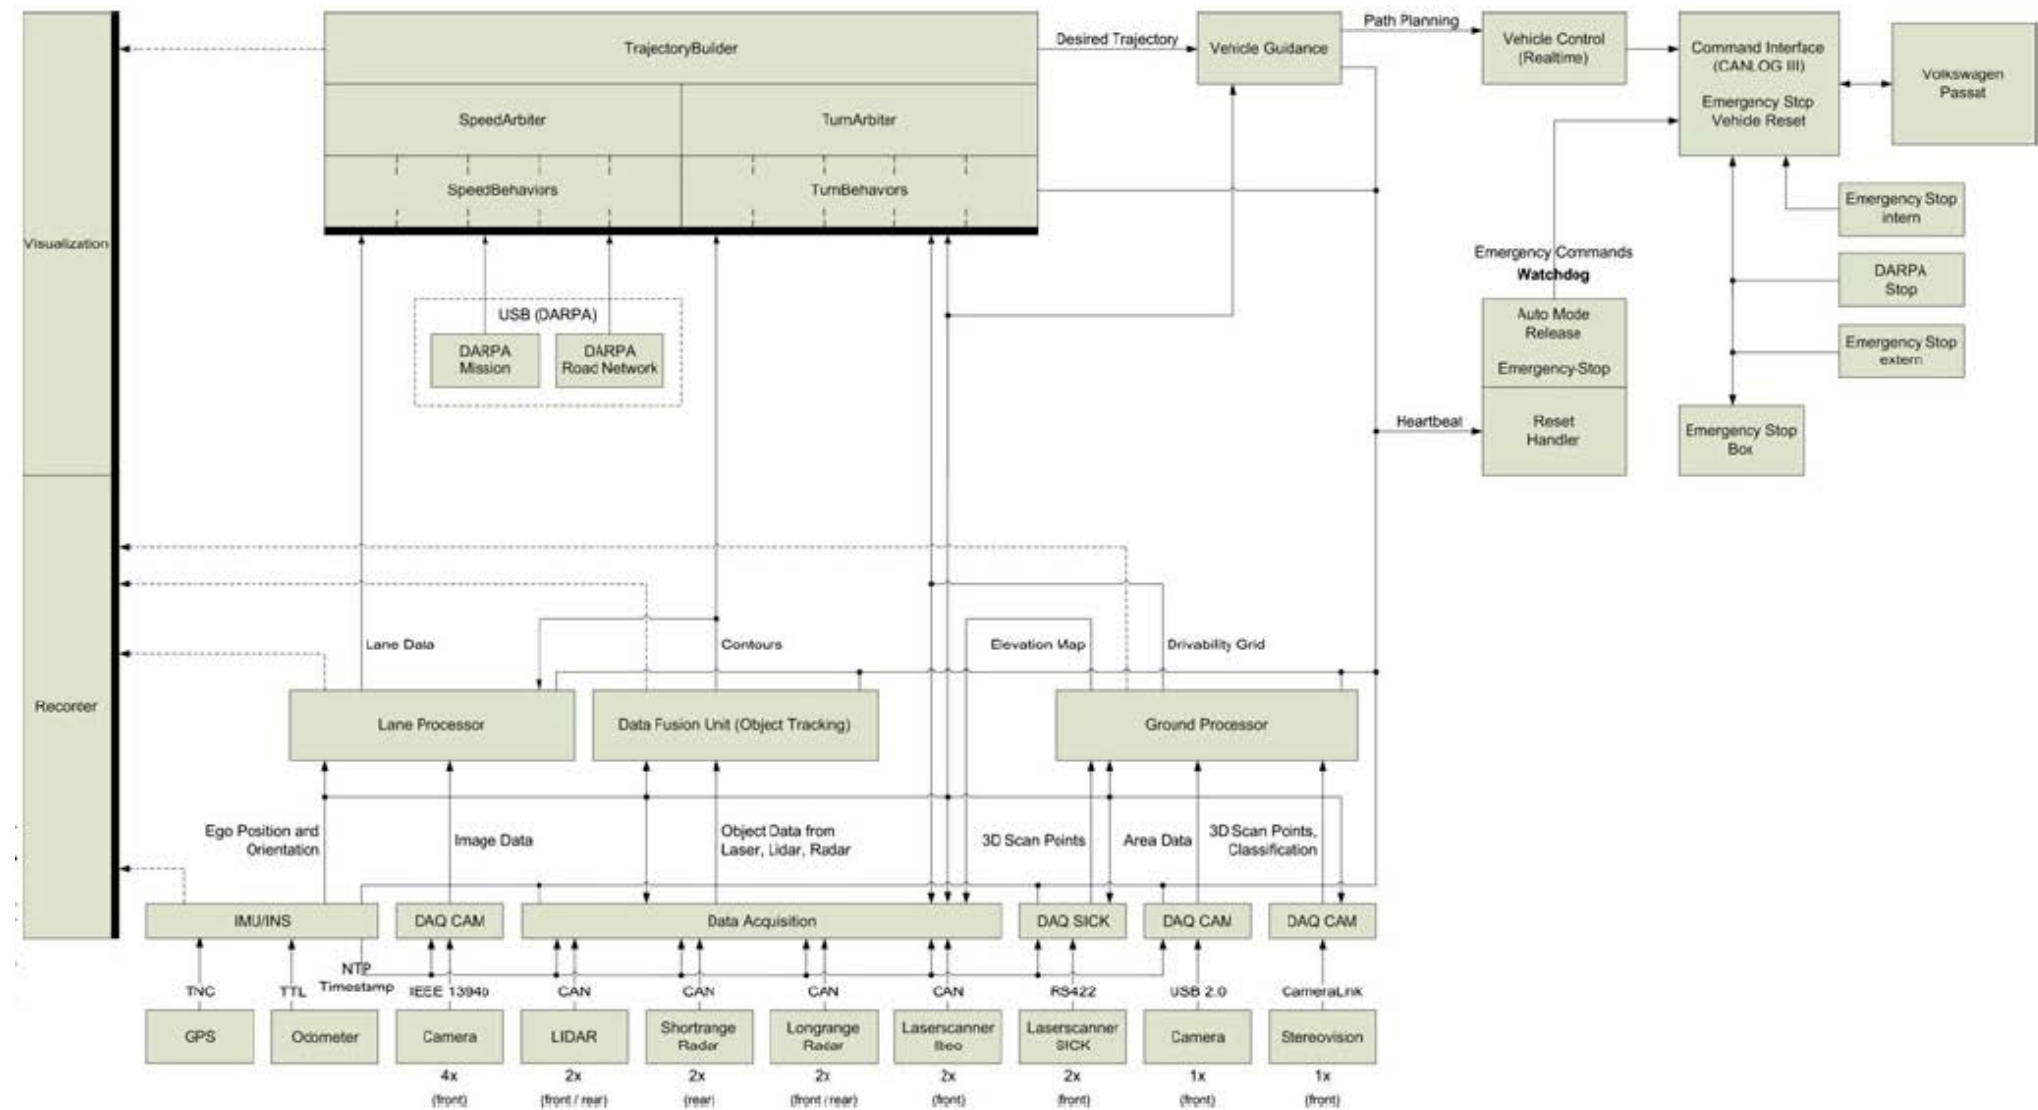 TrajectoryBuilder
Desired Trajectory
Vehicle Guidance
Path Planning
Vehicle Control
(Realtime)
Command Interface
(CANLOG III)
Emergency Stop
Vehicle Reset
Volkswagen
Passat
SpeedArbiter
TurnArbiter
SpeedBehaviors
TurnBehaviors
Visualization
Emergency Stop
intern
Emergency Commands
Watchdog
DARPA
Stop
USB (DARPA)
DARPA
Mission
DARPA
Road Network
Auto Mode
Release
Emergency-Stop
Emergency Stop
extern
Heartbeat
Reset
Handler
Emergency Stop
Box
Lane Data
Contours
Elevation Map
Drivability Grid
Recorder
Lane Processor
Data Fusion Unit (Object Tracking)
Ground Processor
Ego Position and
Orientation
Image Data
Object Data from
Laser, Lidar, Radar
3D Scan Points
Area Data
3D Scan Points,
Classification
IMU/INS
DAQ CAM
Data Acquisition
DAQ SICK
DAQ CAM
DAQ CAM
TNC
TTL
NTP
Timestamp
IEEE 1394b
CAN
CAN
CAN
CAN
RS422
USB 2.0
CameraLink
GPS
Odometer
Camera
LIDAR
Shortrange
Radar
Longrange
Radar
Laserscanner
Ibeo
Laserscanner
SICK
Camera
Stereovision
4x
2x
2x
2x
2x
2x
1x
1x
(front)
(front / rear)
(rear)
(front / rear)
(front)
(front)
(front)
(front)